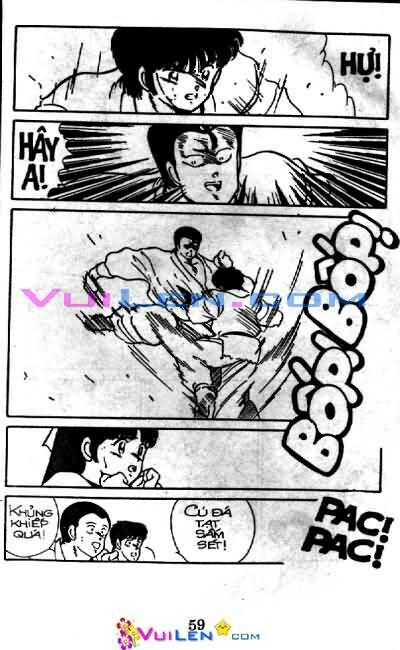 HỰ!
HÂY
A!
BỐP! BỐP!
VuiLen.com
KHỦNG
KHIẾP
QUÁ!
CÚ ĐÁ
TẠT
SẤM
SÉT!
PAC!
PAC!
59
VuiLen.com